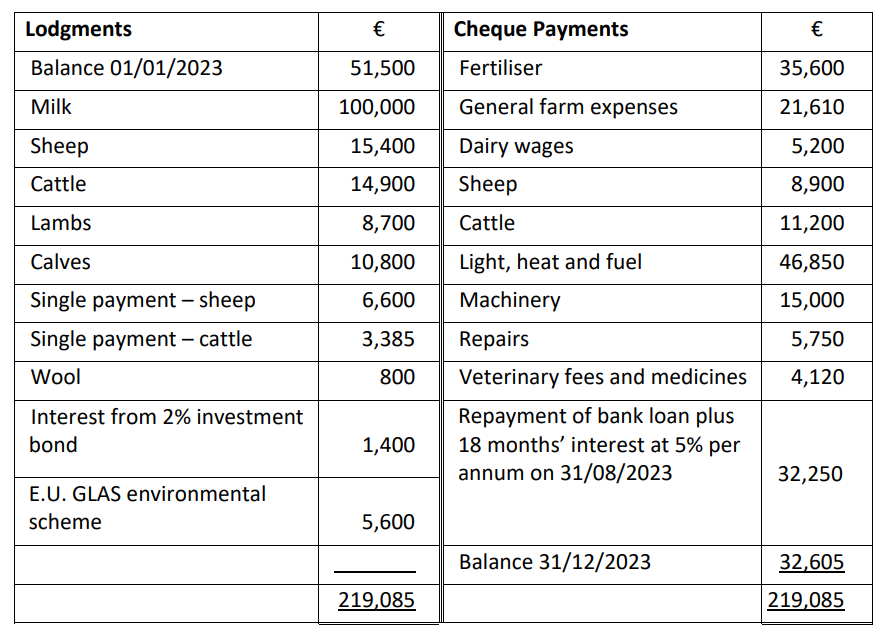 Lodgments € Cheque Payments €
Balance 01/01/2023 51,500 Fertiliser 35,600
Milk 100,000 General farm expenses 21,610
Sheep 15,400 Dairy wages 5,200
Cattle 14,900 Sheep 8,900
Lambs 8,700 Cattle 11,200
Calves 10,800 Light, heat and fuel 46,850
Single payment – sheep 6,600 Machinery 15,000
Single payment – cattle 3,385 Repairs 5,750
Wool 800 Veterinary fees and medicines 4,120
Interest from 2% investment
bond 1,400
Repayment of bank loan plus
18 months’ interest at 5% per
annum on 31/08/2023 32,250
E.U. GLAS environmental
scheme 5,600
Balance 31/12/2023 32,605
219,085 219,085